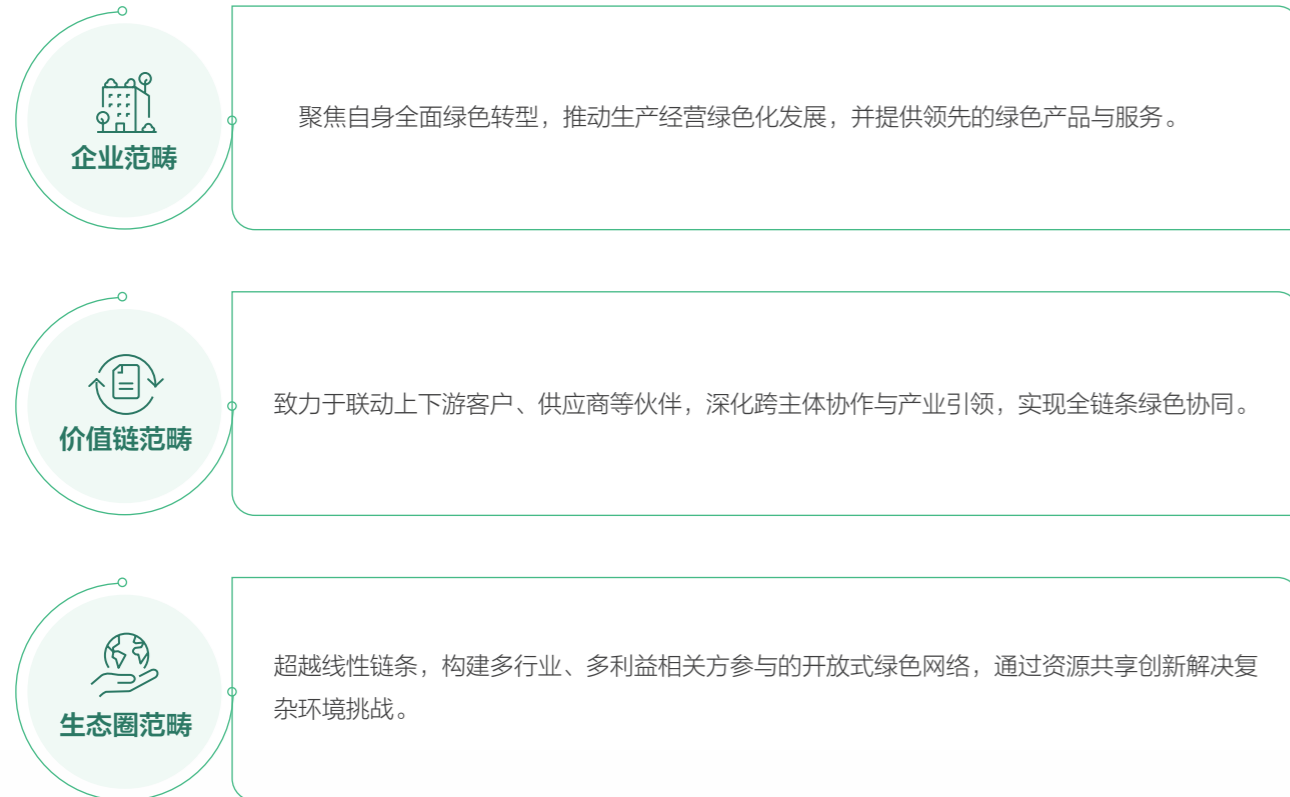 企业范畴
聚焦自身全面绿色转型，推动生产经营绿色化发展，并提供领先的绿色产品与服务。
价值链范畴
致力于联动上下游客户、供应商等伙伴，深化跨主体协作与产业引领，实现全链条绿色协同。
生态圈范畴
超越线性链条，构建多行业、多利益相关方参与的开放式绿色网络，通过资源共享创新解决复
杂环境挑战。